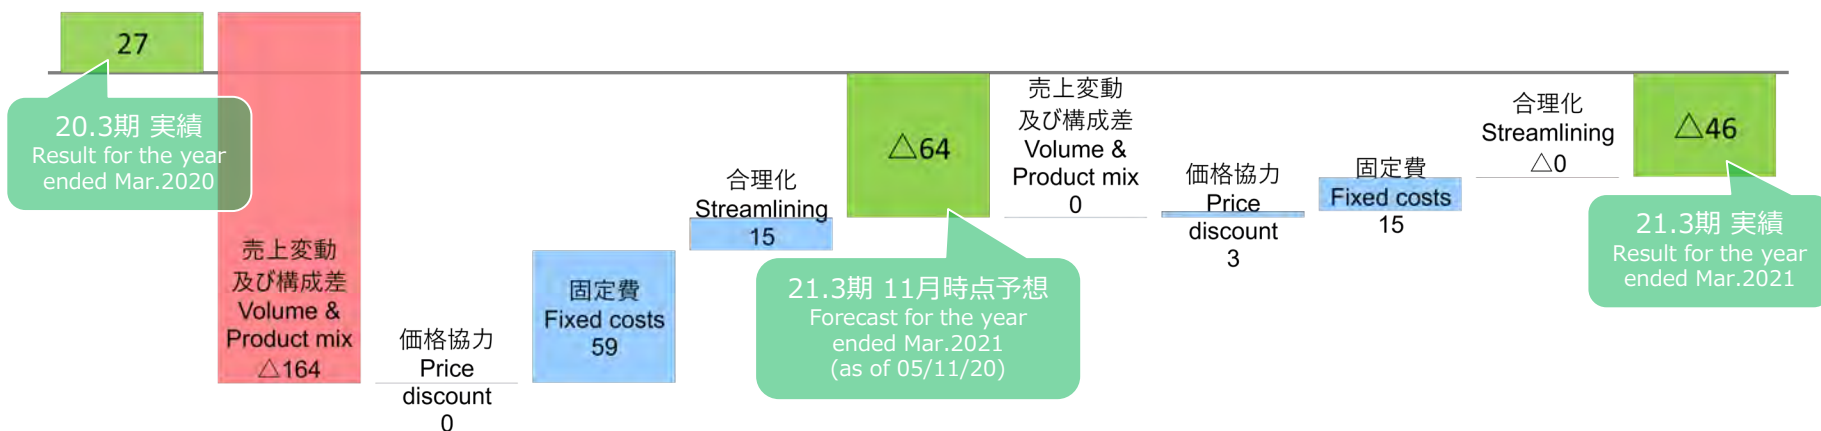 27
20.3期 実績
Result for the year
ended Mar.2020
売上変動
及び構成差
Volume &
Product mix
△164
価格協力
Price
discount
0
固定費
Fixed costs
59
合理化
Streamlining
15
△64
21.3期 11月時点予想
Forecast for the year
ended Mar.2021
(as of 05/11/20)
売上変動
及び構成差
Volume &
Product mix
0
価格協力
Price
discount
3
固定費
Fixed costs
15
合理化
Streamlining
△0
△46
21.3期 実績
Result for the year
ended Mar.2021